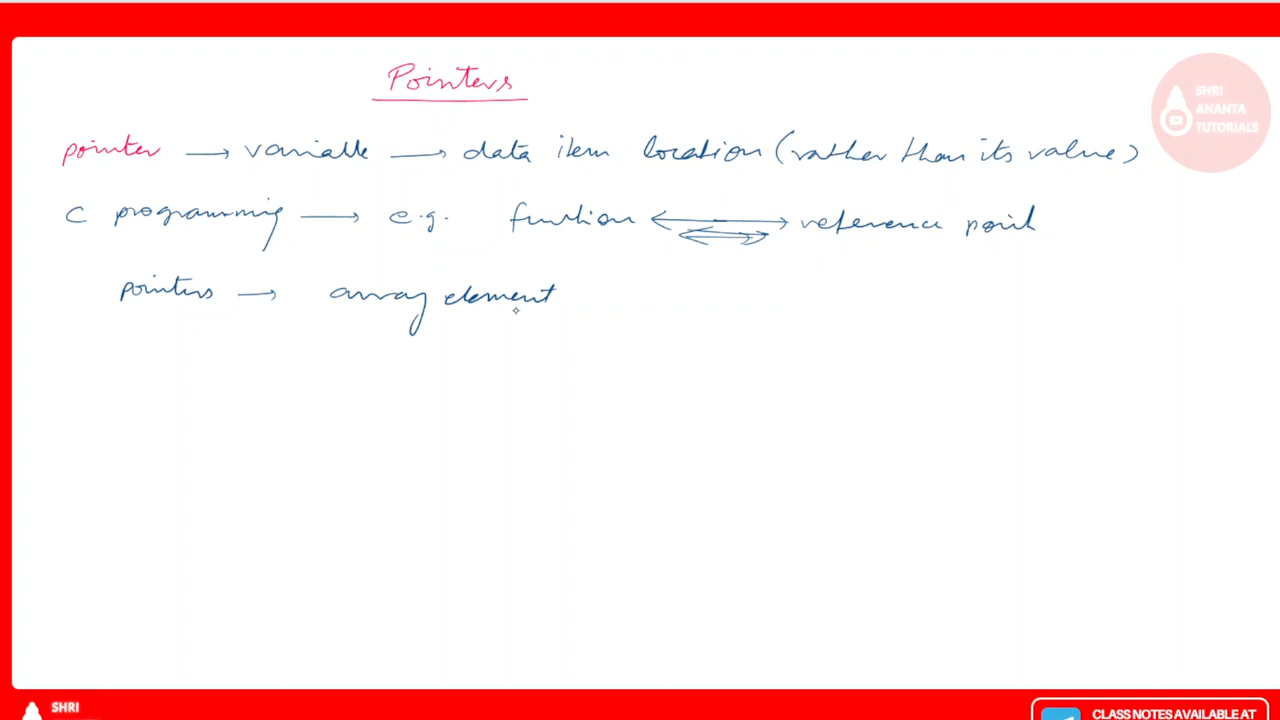 Pointers
SHRI
ANANTA
TUTORIALS
pointer → variable → data item location (rather than its value)
C programming → e.g. function ⟷ reference point
pointers → array element
SHRI
CLASS NOTES AVAILABLE AT